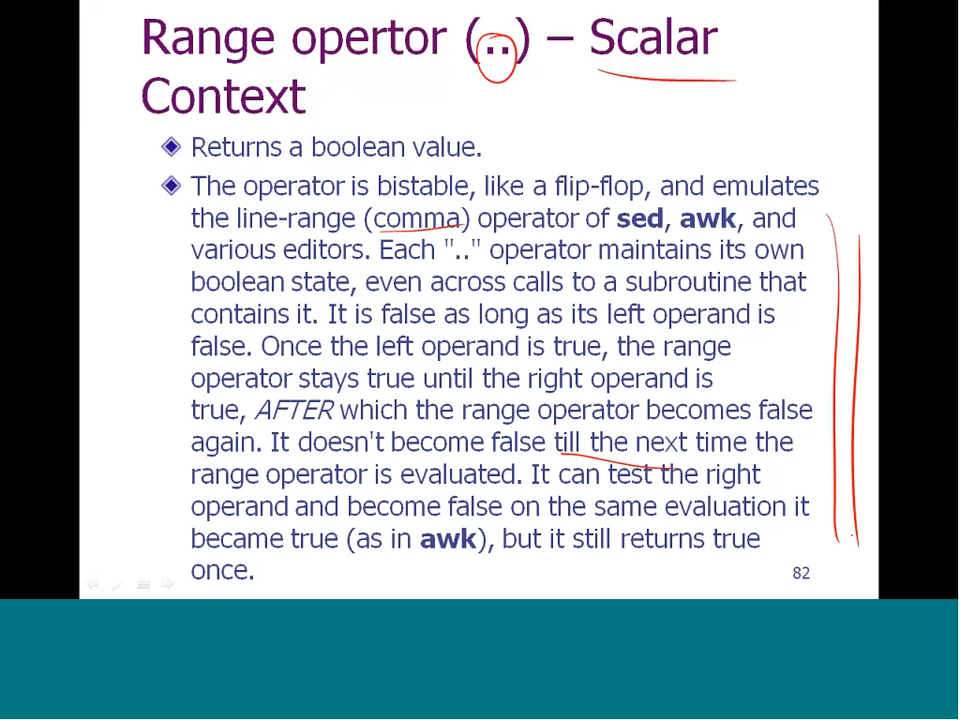 Range opertor (..) – Scalar
Context
Returns a boolean value.
The operator is bistable, like a flip-flop, and emulates
the line-range (comma) operator of sed, awk, and
various editors. Each ".." operator maintains its own
boolean state, even across calls to a subroutine that
contains it. It is false as long as its left operand is
false. Once the left operand is true, the range
operator stays true until the right operand is
true, AFTER which the range operator becomes false
again. It doesn't become false till the next time the
range operator is evaluated. It can test the right
operand and become false on the same evaluation it
became true (as in awk), but it still returns true
once.
82